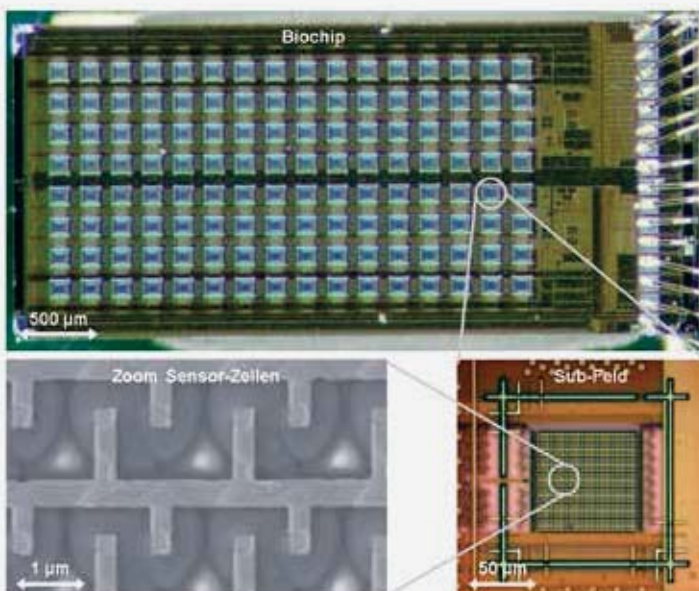 Biochip
500 µm
Zoom Sensor-Zellen
Sub-Feld
1 µm
50 µm